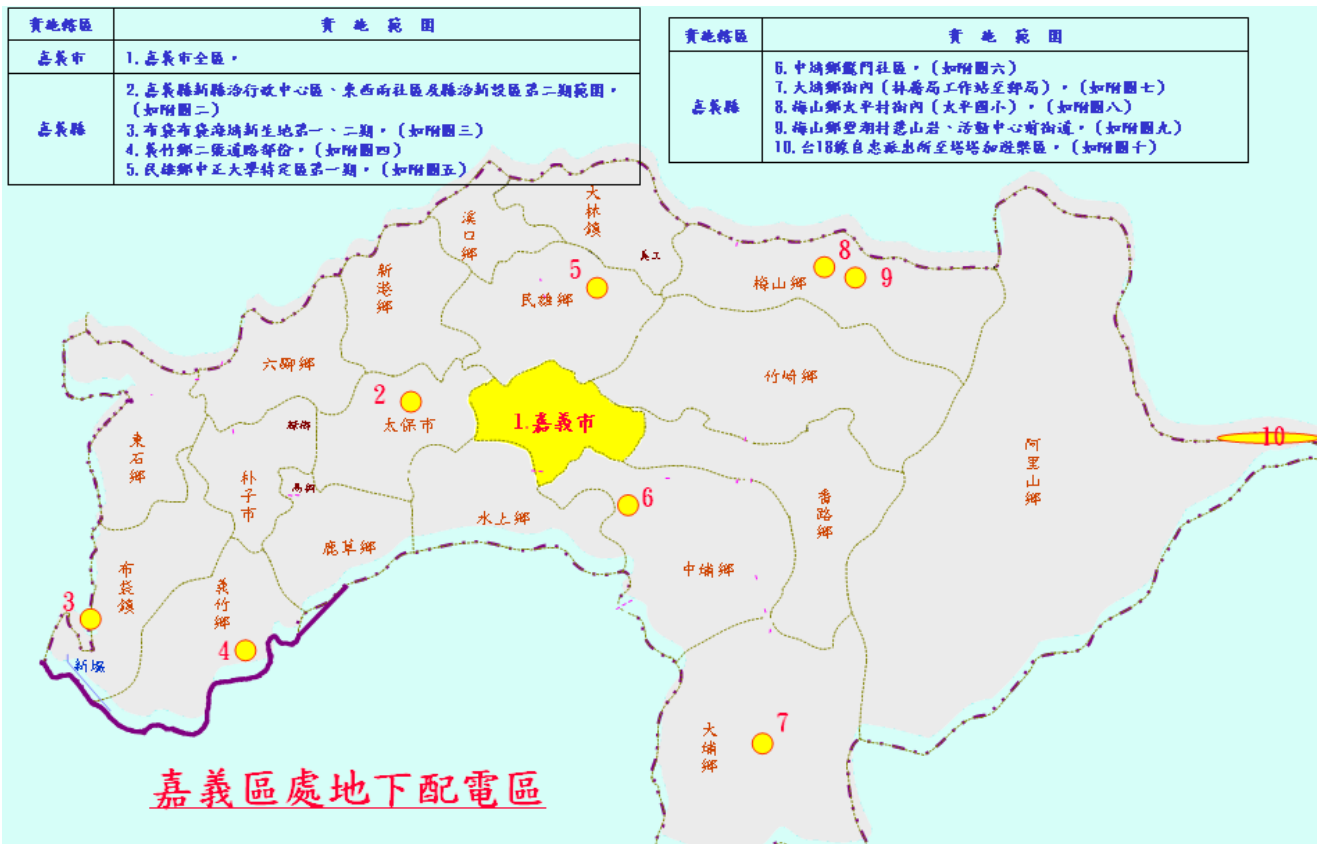 實施轄區 實施範圍
嘉義市 1.嘉義市全區。
嘉義縣
2.嘉義縣新縣治行政中心區、東西兩社區及縣治新設區第二期範圍,
(如附圖二)
3.布袋布袋海埔新生地第一、二期,(如附圖三)
4.義竹鄉二張道路部份,(如附圖四)
5.民雄鄉中正大學特定區第一期,(如附圖五)
實施轄區 實施範圍
嘉義縣
6.中埔鄉龍門社區,(如附圖六)
7.大埔鄉街內(林務局工作站至郵局),(如附圖七)
8.梅山鄉太平村街內(太平國小),(如附圖八)
9.梅山鄉碧湖村
、活動中心前街道,(如附圖九)
10.台18線自忠派出所至塔塔加遊樂區,(如附圖十)
大林鎮
溪口鄉
新港鄉
民雄鄉
5
梅山鄉
8
9
六腳鄉
竹崎鄉
2
太保市
1.嘉義市
10
東石鄉
朴子市
阿里山鄉
番路鄉
6
水上鄉
鹿草鄉
中埔鄉
布袋鎮
義竹鄉
3
4
新塭
7
大埔鄉
嘉義區處地下配電區